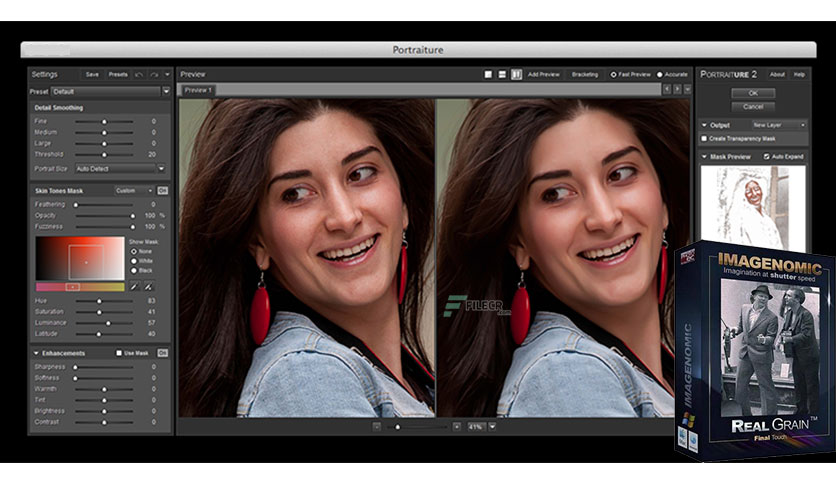 Portraiture
Settings Save Presets
Preset Default
Detail Smoothing
Fine 0
Medium 0
Large 0
Threshold 20
Portrait Size Auto Detect
Skin Tones Mask Custom On
Feathering 0
Opacity 100 %
Fuzziness 100 %
Show Mask
None
White
Black
Hue 83
Saturation 41
Luminance 57
Latitude 40
Enhancements Use Mask On
Sharpness 0
Softness 0
Warmth 0
Tint 0
Brightness 0
Contrast 0
Preview Add Preview Bracketing Fast Preview Accurate
Preview 1
FILECR
.com
- + 41%
PORTRAITURE 2 About Help
OK
Cancel
Output New Layer
Create Transparency Mask
Mask Preview Auto Expand
IMAGENOMIC
Imagination at shutter speed
IMAGENOMIC
REAL GRAIN™
Final Touch